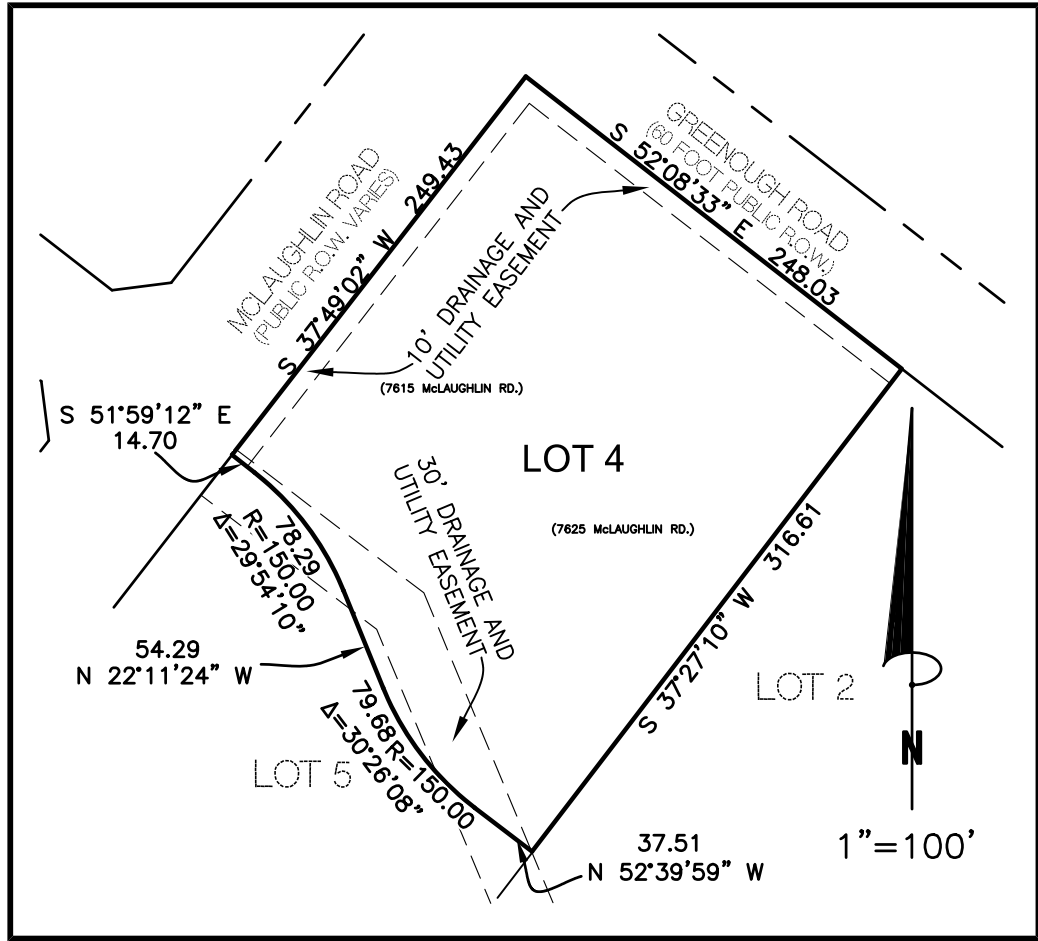 GREENOUGH ROAD
(60 FOOT PUBLIC R.O.W.)
S 52°08'33" E 248.03
MCLAUGHLIN ROAD
(PUBLIC R.O.W. VARIES)
S 37°49'02" W 249.43
10' DRAINAGE AND
UTILITY EASEMENT
(7615 McLAUGHLIN RD.)
S 51°59'12" E
14.70
LOT 4
30' DRAINAGE AND
UTILITY EASEMENT
(7625 McLAUGHLIN RD.)
78.29
R=150.00
Δ=29°54'10"
S 37°27'10" W 316.61
54.29
N 22°11'24" W
LOT 2
79.68 R=150.00
Δ=30°26'08"
LOT 5
N
37.51
N 52°39'59" W
1"=100'